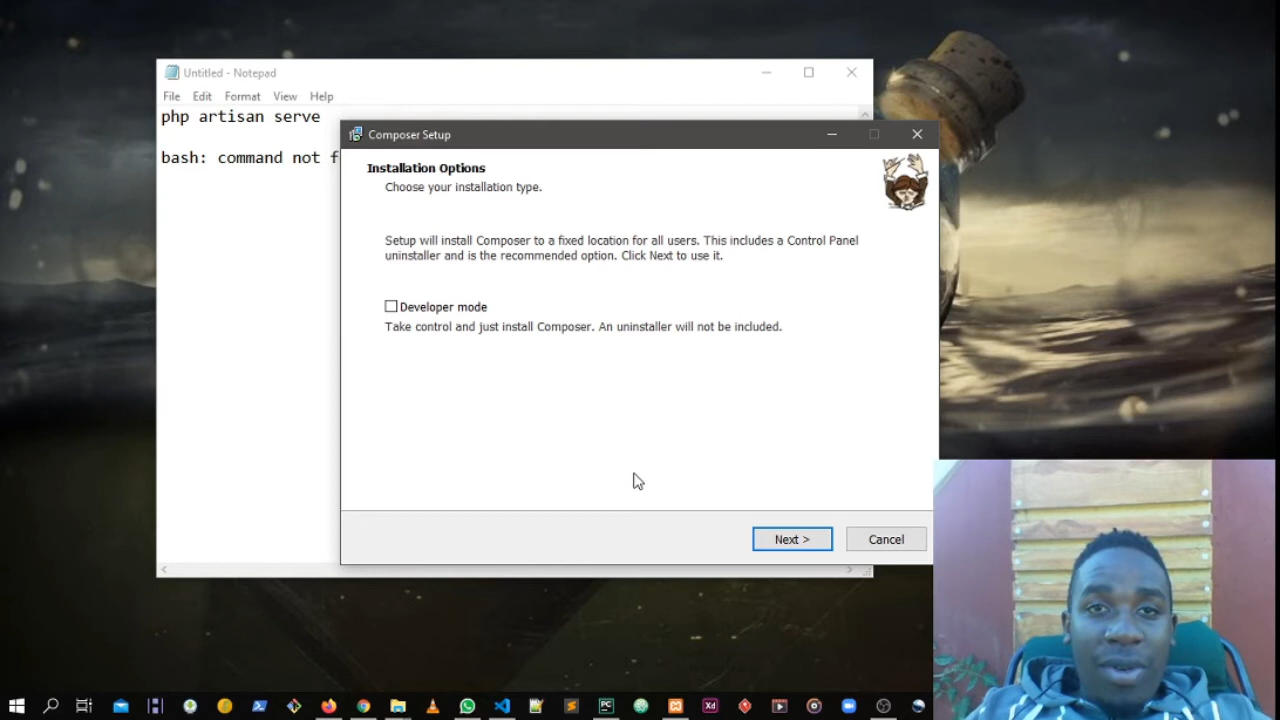 Untitled - Notepad
File Edit Format View Help
php artisan serve
bash: command not f
Composer Setup
Installation Options
Choose your installation type.
Setup will install Composer to a fixed location for all users. This includes a Control Panel
uninstaller and is the recommended option. Click Next to use it.
Developer mode
Take control and just install Composer. An uninstaller will not be included.
Next >
Cancel
PC
Xd